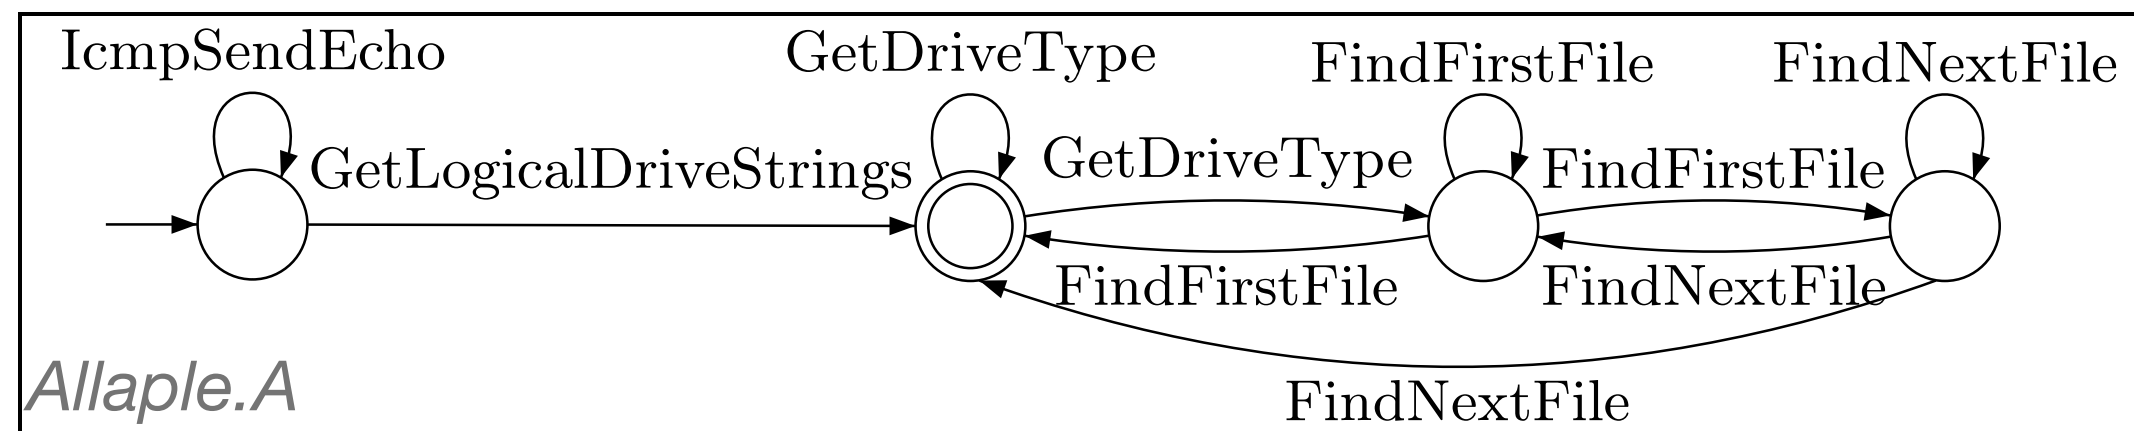 IcmpSendEcho
GetDriveType
FindFirstFile
FindNextFile
GetLogicalDriveStrings
GetDriveType
FindFirstFile
FindFirstFile
FindNextFile
FindNextFile
Allaple.A